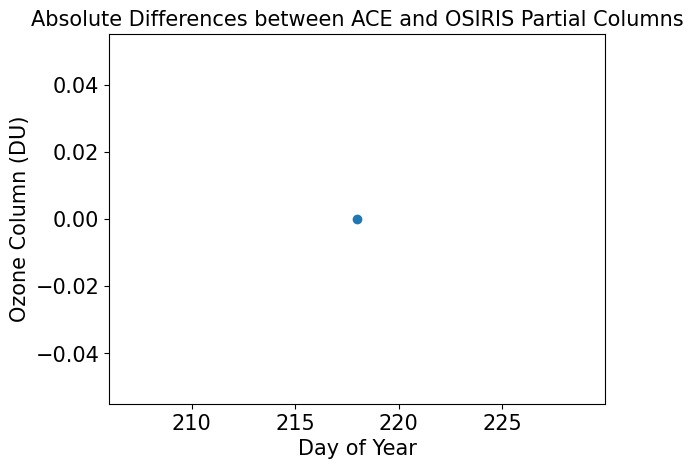 Absolute Differences between ACE and OSIRIS Partial Columns
Ozone Column (DU)
0.04
0.02
0.00
−0.02
−0.04
210 215 220 225
Day of Year